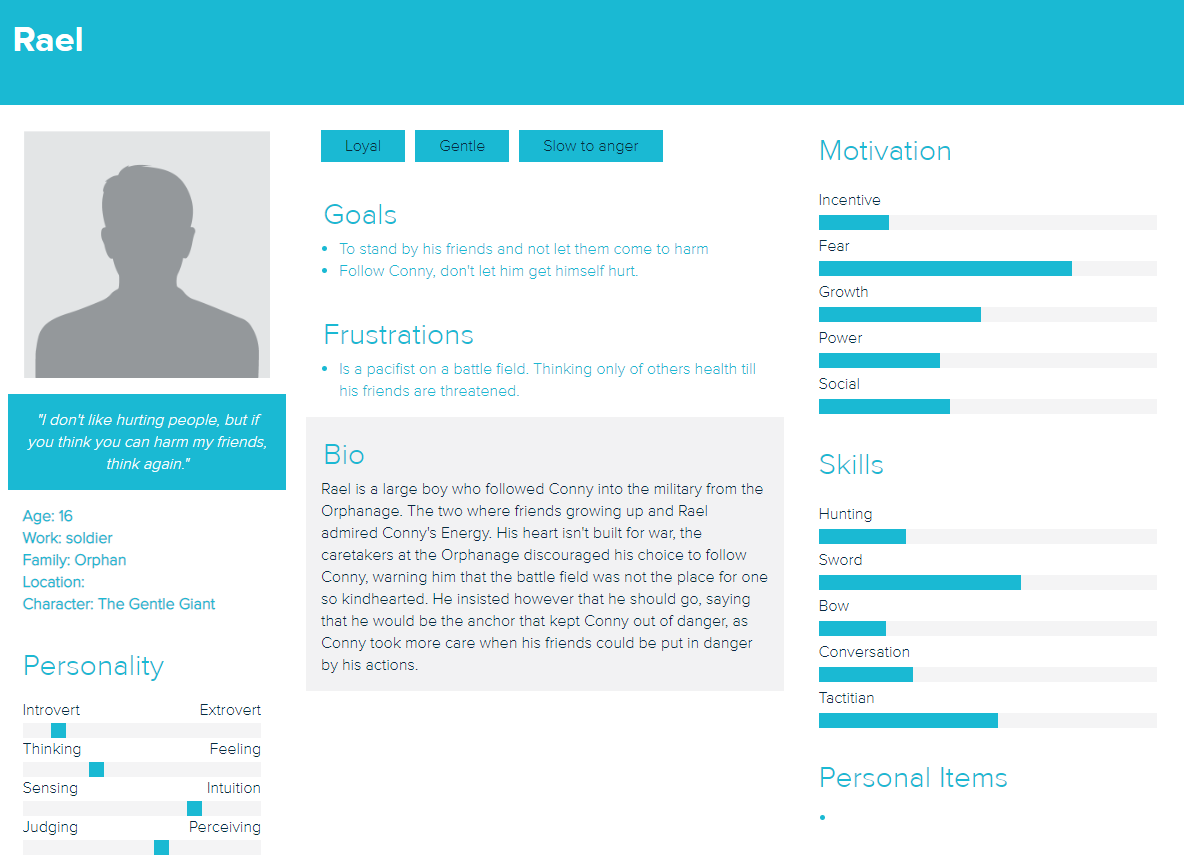 Rael
"I don't like hurting people, but if
you think you can harm my friends,
think again."
Age: 16
Work: soldier
Family: Orphan
Location:
Character: The Gentle Giant
Personality
Introvert Extrovert
Thinking Feeling
Sensing Intuition
Judging Perceiving
Loyal Gentle Slow to anger
Goals
• To stand by his friends and not let them come to harm
• Follow Conny, don't let him get himself hurt.
Frustrations
• Is a pacifist on a battle field. Thinking only of others health till
his friends are threatened.
Bio
Rael is a large boy who followed Conny into the military from the
Orphanage. The two where friends growing up and Rael
admired Conny's Energy. His heart isn't built for war, the
caretakers at the Orphanage discouraged his choice to follow
Conny, warning him that the battle field was not the place for one
so kindhearted. He insisted however that he should go, saying
that he would be the anchor that kept Conny out of danger, as
Conny took more care when his friends could be put in danger
by his actions.
Motivation
Incentive
Fear
Growth
Power
Social
Skills
Hunting
Sword
Bow
Conversation
Tactitian
Personal Items
•